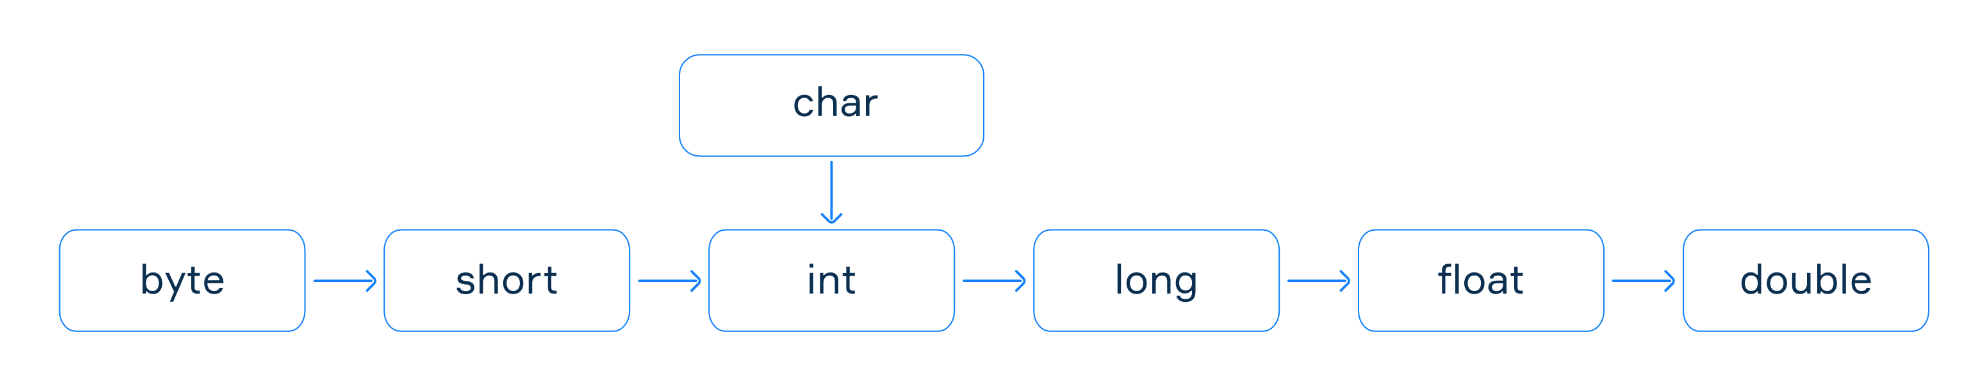 char
byte
short
int
long
float
double